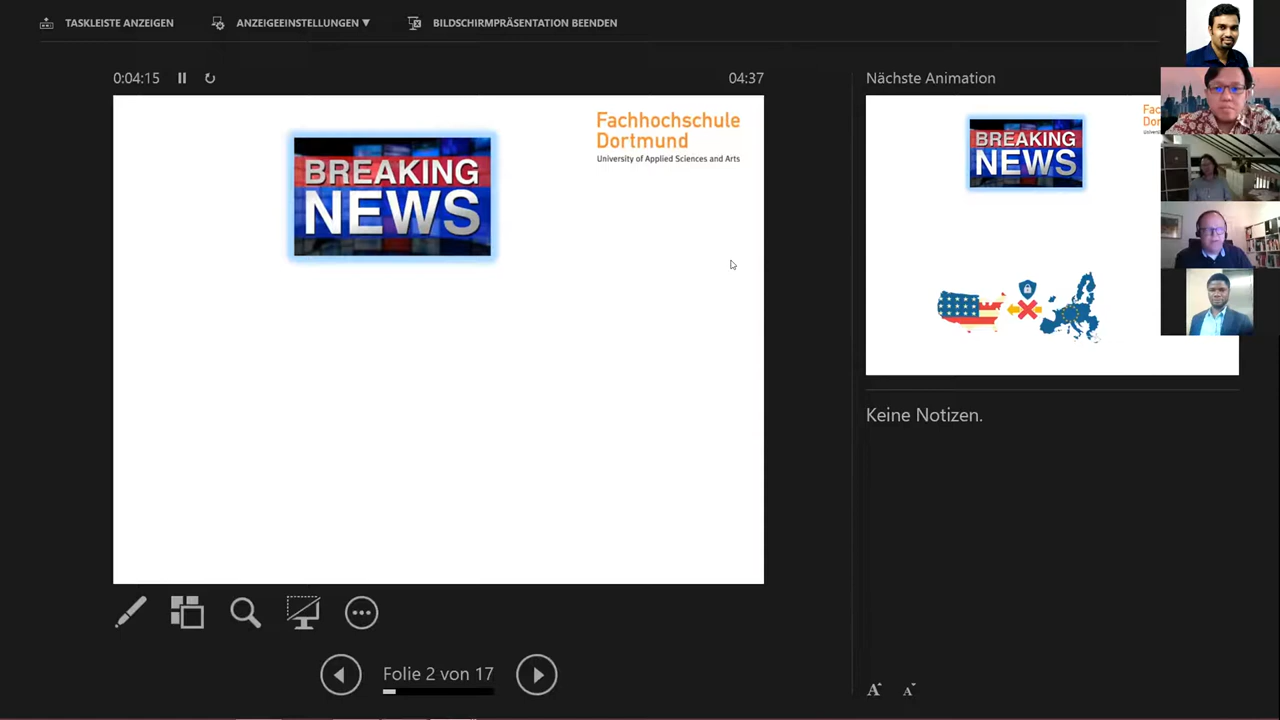 TASKLEISTE ANZEIGEN
ANZEIGEEINSTELLUNGEN ▼
BILDSCHIRMPRÄSENTATION BEENDEN
0:04:15
04:37
BREAKING
NEWS
Fachhochschule
Dortmund
University of Applied Sciences and Arts
Folie 2 von 17
Nächste Animation
BREAKING
NEWS
Keine Notizen.
A
A